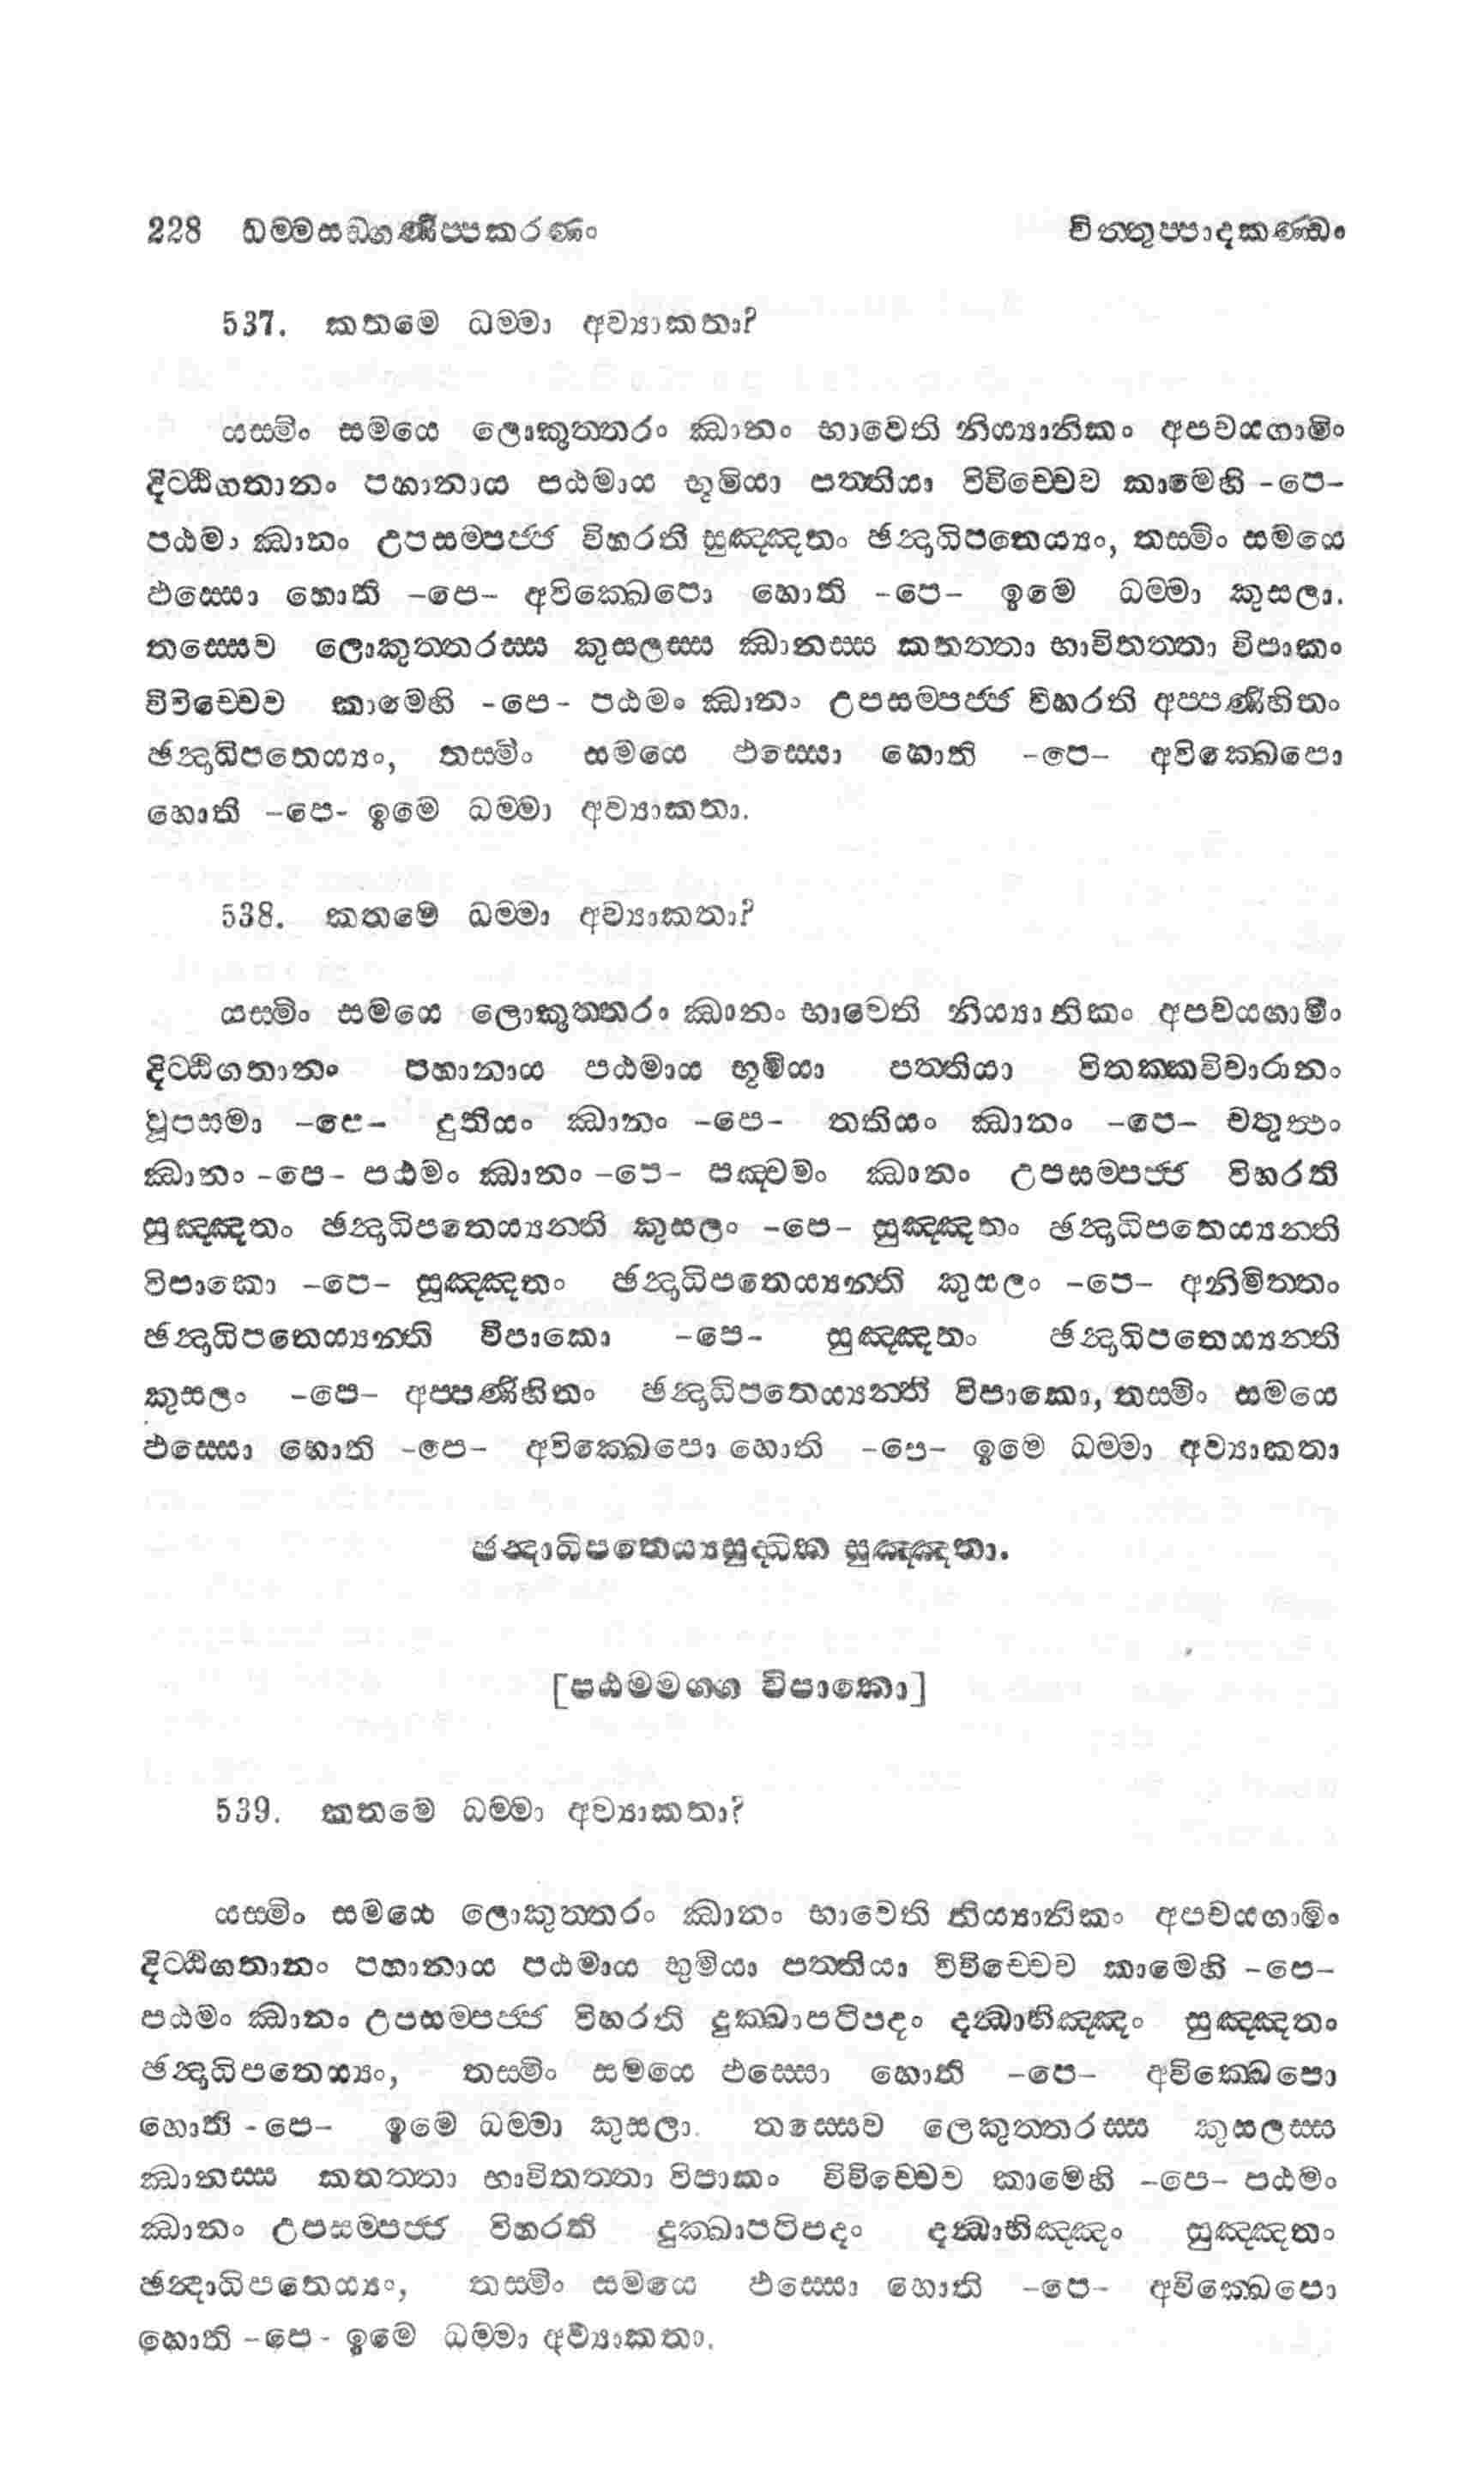 228 ධම්මසඞ්ගණිප්පකරණං චිත්තුප්පාදකණ්ඩං
537. කතමෙ ධම්මා අව්‍යාකතා?
යස්මිං සමයෙ ලොකුත්තරං ඣානං භාවෙති නිය්‍යානිකං අපචයගාමිං
දිට්ඨිගතානං පහානාය පඨමාය භූමියා පත්තියා විවිච්චෙව කාමෙහි -පෙ-
පඨමං ඣානං උපසම්පජ්ජ විහරති සුඤ්ඤතං ඡන්දාධිපතෙය්‍යං, තස්මිං සමයෙ
ඵස්සො හොති -පෙ- අවික්ඛෙපො හොති -පෙ- ඉමෙ ධම්මා කුසලා.
තස්සෙව ලොකුත්තරස්ස කුසලස්ස ඣානස්ස කතත්තා භාවිතත්තා විපාකං
විවිච්චෙව කාමෙහි -පෙ- පඨමං ඣානං උපසම්පජ්ජ විහරති අප්පණිහිතං
ඡන්දාධිපතෙය්‍යං, තස්මිං සමයෙ ඵස්සො හොති -පෙ- අවික්ඛෙපො
හොති -පෙ- ඉමෙ ධම්මා අව්‍යාකතා.
538. කතමෙ ධම්මා අව්‍යාකතා?
යස්මිං සමයෙ ලොකුත්තරං ඣානං භාවෙති නිය්‍යානිකං අපචයගාමිං
දිට්ඨිගතානං පහානාය පඨමාය භූමියා පත්තියා විතක්කවිචාරානං
වූපසමා -පෙ- දුතියං ඣානං -පෙ- තතියං ඣානං -පෙ- චතුත්ථං
ඣානං -පෙ- පඨමං ඣානං -පෙ- පඤ්චමං ඣානං උපසම්පජ්ජ විහරති
සුඤ්ඤතං ඡන්දාධිපතෙය්‍යන්ති කුසලං -පෙ- සුඤ්ඤතං ඡන්දාධිපතෙය්‍යන්ති
විපාකො -පෙ- සුඤ්ඤතං ඡන්දාධිපතෙය්‍යන්ති කුසලං -පෙ- අනිමිත්තං
ඡන්දාධිපතෙය්‍යන්ති විපාකො -පෙ- සුඤ්ඤතං ඡන්දාධිපතෙය්‍යන්ති
කුසලං -පෙ- අප්පණිහිතං ඡන්දාධිපතෙය්‍යන්ති විපාකො, තස්මිං සමයෙ
ඵස්සො හොති -පෙ- අවික්ඛෙපො හොති -පෙ- ඉමෙ ධම්මා අව්‍යාකතා
ඡන්දාධිපතෙය්‍යසුද්ධික සුඤ්ඤතා.
[පඨමමග්ග විපාකො]
539. කතමෙ ධම්මා අව්‍යාකතා?
යස්මිං සමයෙ ලොකුත්තරං ඣානං භාවෙති නිය්‍යානිකං අපචයගාමිං
දිට්ඨිගතානං පහානාය පඨමාය භුමියා පත්තියා විවිච්චෙව කාමෙහි -පෙ-
පඨමං ඣානං උපසම්පජ්ජ විහරති දුක්ඛාපටිපදං දන්ධාභිඤ්ඤං සුඤ්ඤතං
ඡන්දාධිපතෙය්‍යං, තස්මිං සමයෙ ඵස්සො හොති -පෙ- අවික්ඛෙපො
හොති -පෙ- ඉමෙ ධම්මා කුසලා. තස්සෙව ලෙකුත්තරස්ස කුසලස්ස
ඣානස්ස කතත්තා භාවිතත්තා විපාකං විවිච්චෙව කාමෙහි -පෙ- පඨමං
ඣානං උපසම්පජ්ජ විහරති දුක්ඛාපටිපදං දන්ධාභිඤ්ඤං සුඤ්ඤතං
ඡන්දාධිපතෙය්‍යං, තස්මිං සමයෙ ඵස්සො හොති -පෙ- අවික්ඛෙපො
හොති -පෙ- ඉමෙ ධම්මා අව්‍යාකතා.